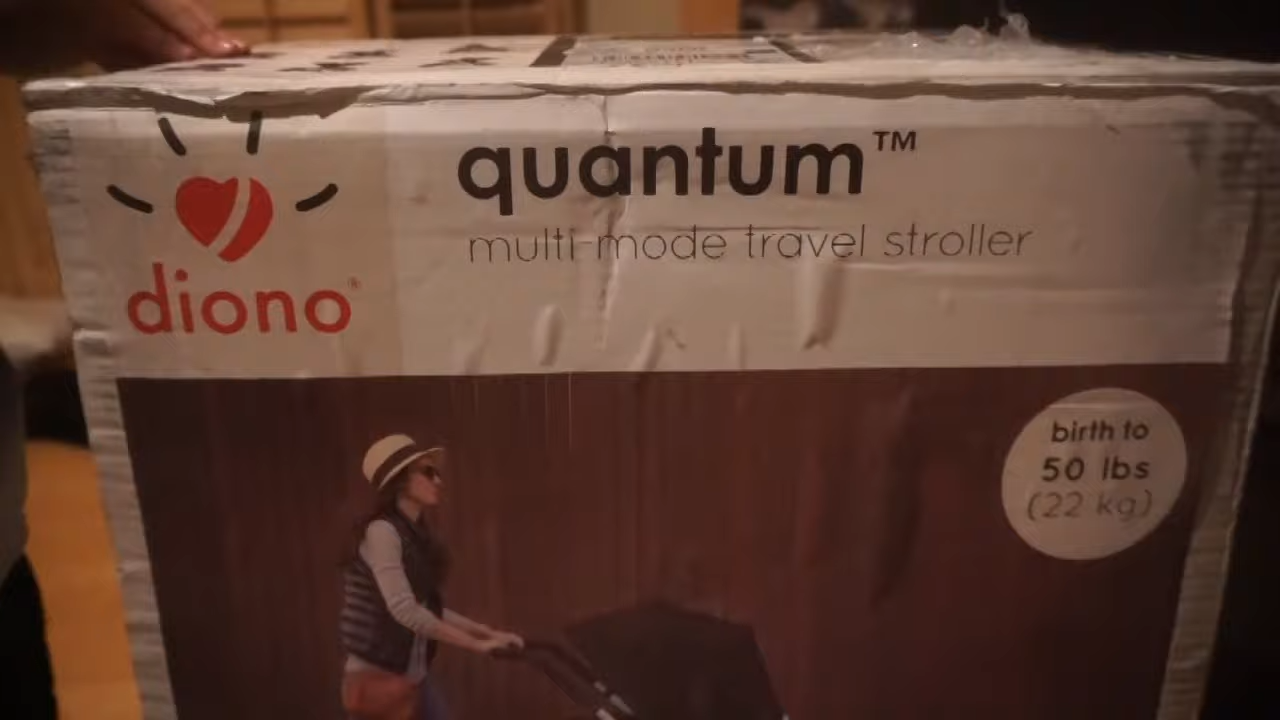 quantum™
multi-mode travel stroller
diono®
birth to
50 lbs
(22 kg)